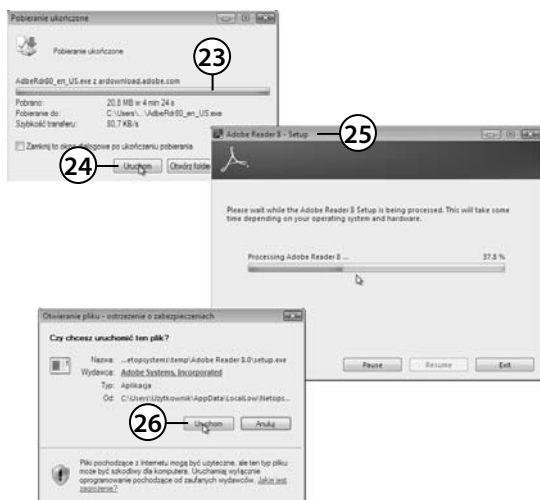 Pobieranie ukończone
Pobieranie ukończone
23
AdbeRdr80_en_US.exe z ardownload.adobe.com
Pobrano: 20,8 MB w 4 min 24 s
Pobieranie do: C:\Users\...\AdbeRdr80_en_US.exe
Szybkość transferu: 80,7 KB/s
Zamknij to okno dialogowe po ukończeniu pobierania
24
Uruchom
Otwórz folde
Adobe Reader 8 - Setup
25
Please wait while the Adobe Reader 8 Setup is being processed. This will take some
time depending on your operating system and hardware.
Processing Adobe Reader 8 ... 37.8 %
Pause Resume Exit
Otwieranie pliku - ostrzeżenie o zabezpieczeniach
Czy chcesz uruchomić ten plik?
Nazwa: ...etopsystems\temp\Adobe Reader 8.0\setup.exe
Wydawca: Adobe Systems, Incorporated
Typ: Aplikacja
Od: C:\Users\Użytkownik\AppData\LocalLow\Netops...
26
Uruchom Anuluj
Pliki pochodzące z Internetu mogą być użyteczne, ale ten typ pliku
może być szkodliwy dla komputera. Uruchamiaj wyłącznie
oprogramowanie pochodzące od zaufanych wydawców. Jakie jest
zagrożenie?